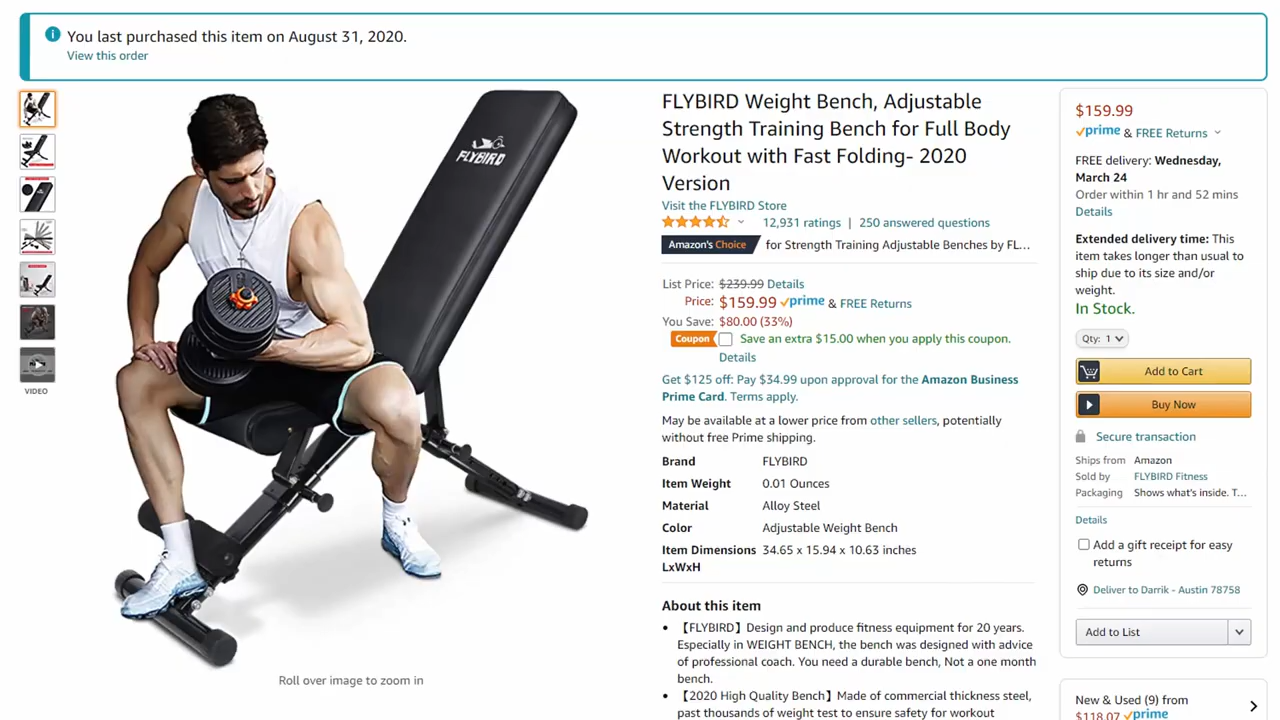 You last purchased this item on August 31, 2020.
View this order
FLYBIRD
VIDEO
Roll over image to zoom in
FLYBIRD Weight Bench, Adjustable
Strength Training Bench for Full Body
Workout with Fast Folding- 2020
Version
Visit the FLYBIRD Store
12,931 ratings | 250 answered questions
Amazon's Choice for Strength Training Adjustable Benches by FL...
List Price: $239.99 Details
Price: $159.99 prime & FREE Returns
You Save: $80.00 (33%)
Coupon Save an extra $15.00 when you apply this coupon.
Details
Get $125 off: Pay $34.99 upon approval for the Amazon Business
Prime Card. Terms apply.
May be available at a lower price from other sellers, potentially
without free Prime shipping.
Brand FLYBIRD
Item Weight 0.01 Ounces
Material Alloy Steel
Color Adjustable Weight Bench
Item Dimensions 34.65 x 15.94 x 10.63 inches
LxWxH
About this item
• 【FLYBIRD】Design and produce fitness equipment for 20 years.
Especially in WEIGHT BENCH, the bench was designed with advice
of professional coach. You need a durable bench, Not a one month
bench.
• 【2020 High Quality Bench】Made of commercial thickness steel,
past thousands of weight test to ensure safety for workout
$159.99
prime & FREE Returns
FREE delivery: Wednesday,
March 24
Order within 1 hr and 52 mins
Details
Extended delivery time: This
item takes longer than usual to
ship due to its size and/or
weight.
In Stock.
Qty: 1
Add to Cart
Buy Now
Secure transaction
Ships from Amazon
Sold by FLYBIRD Fitness
Packaging Shows what's inside. T...
Details
Add a gift receipt for easy
returns
Deliver to Darrik - Austin 78758
Add to List
New & Used (9) from
$118.07 prime